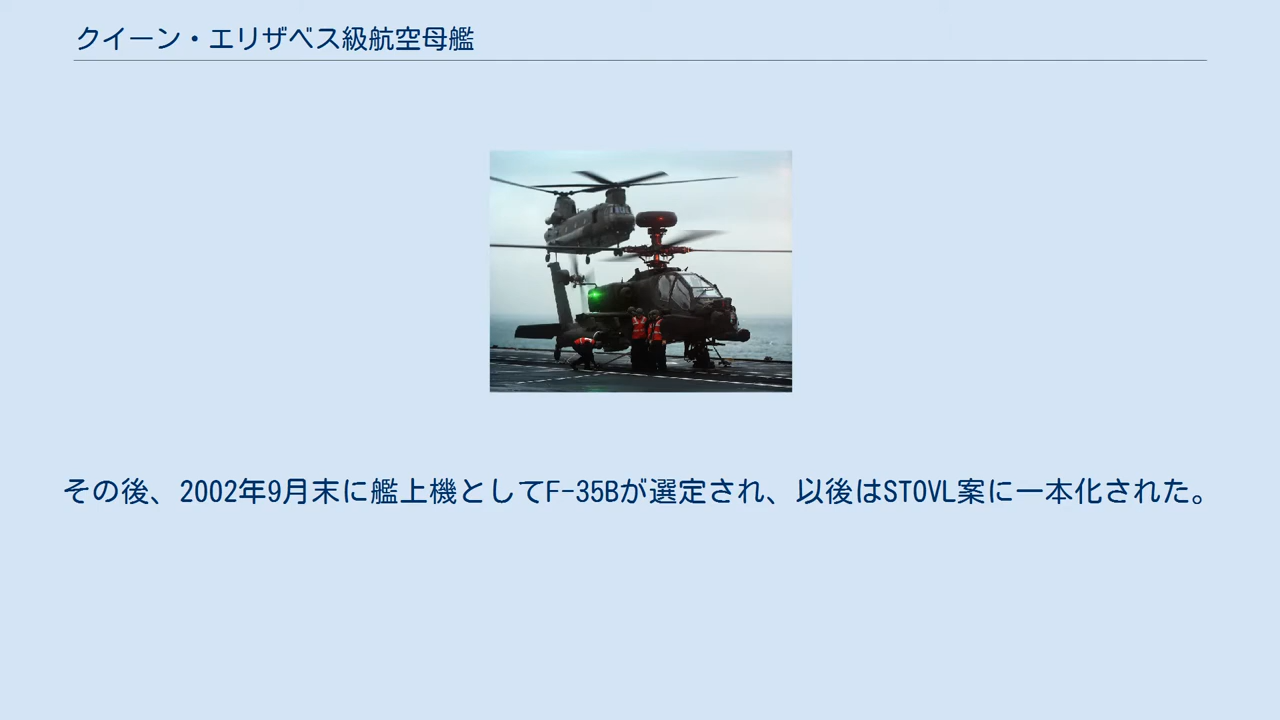 クイーン・エリザベス級航空母艦
その後、2002年9月末に艦上機としてF-35Bが選定され、以後はSTOVL案に一本化された。